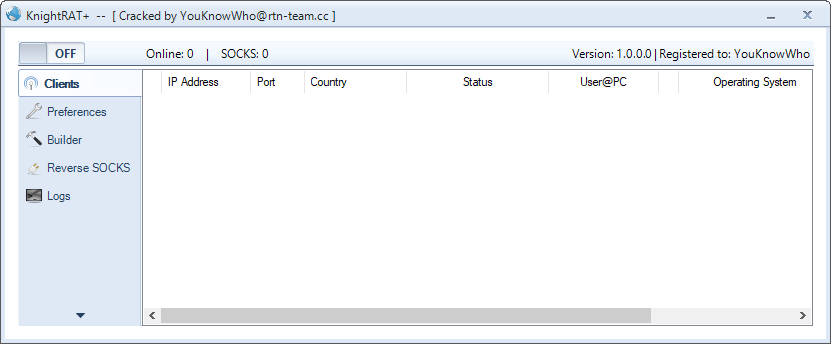 KnightRAT+ -- [ Cracked by YouKnowWho@rtn-team.cc ]
OFF Online: 0 | SOCKS: 0 Version: 1.0.0.0 | Registered to: YouKnowWho
Clients
IP Address Port Country Status User@PC Operating System
Preferences
Builder
Reverse SOCKS
Logs